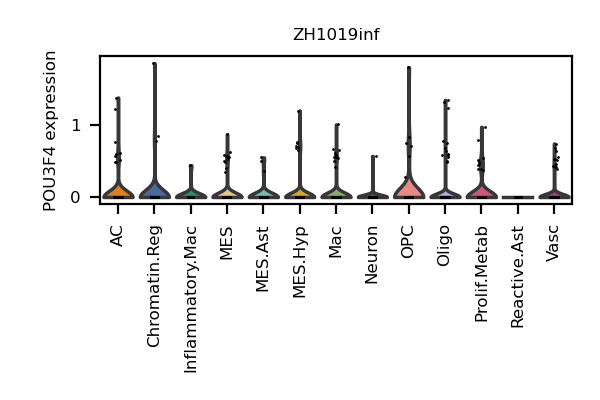 ZH1019inf
POU3F4 expression
1
0
AC
Chromatin.Reg
Inflammatory.Mac
MES
MES.Ast
MES.Hyp
Mac
Neuron
OPC
Oligo
Prolif.Metab
Reactive.Ast
Vasc